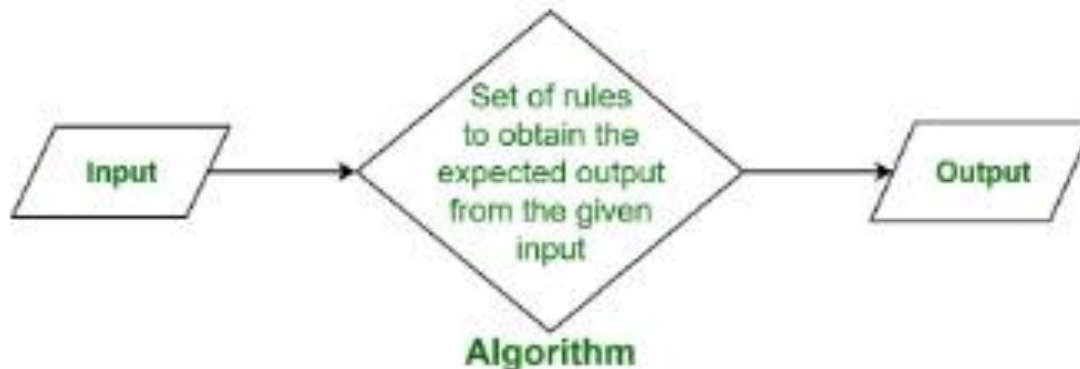 Input
Set of rules
to obtain the
expected output
from the given
input
Output
Algorithm